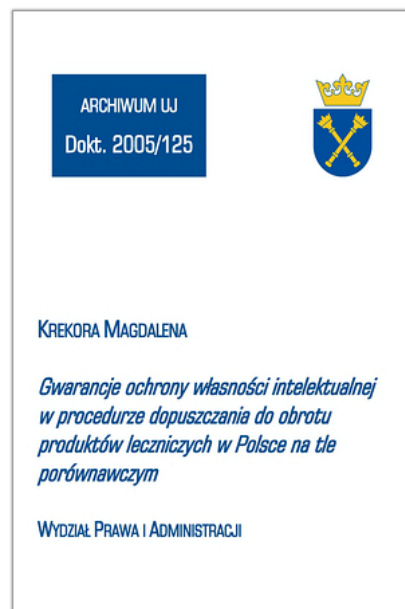 ARCHIWUM UJ
Dokt. 2005/125
KREKORA MAGDALENA
Gwarancje ochrony własności intelektualnej
w procedurze dopuszczania do obrotu
produktów leczniczych w Polsce na tle
porównawczym
WYDZIAŁ PRAWA I ADMINISTRACJI